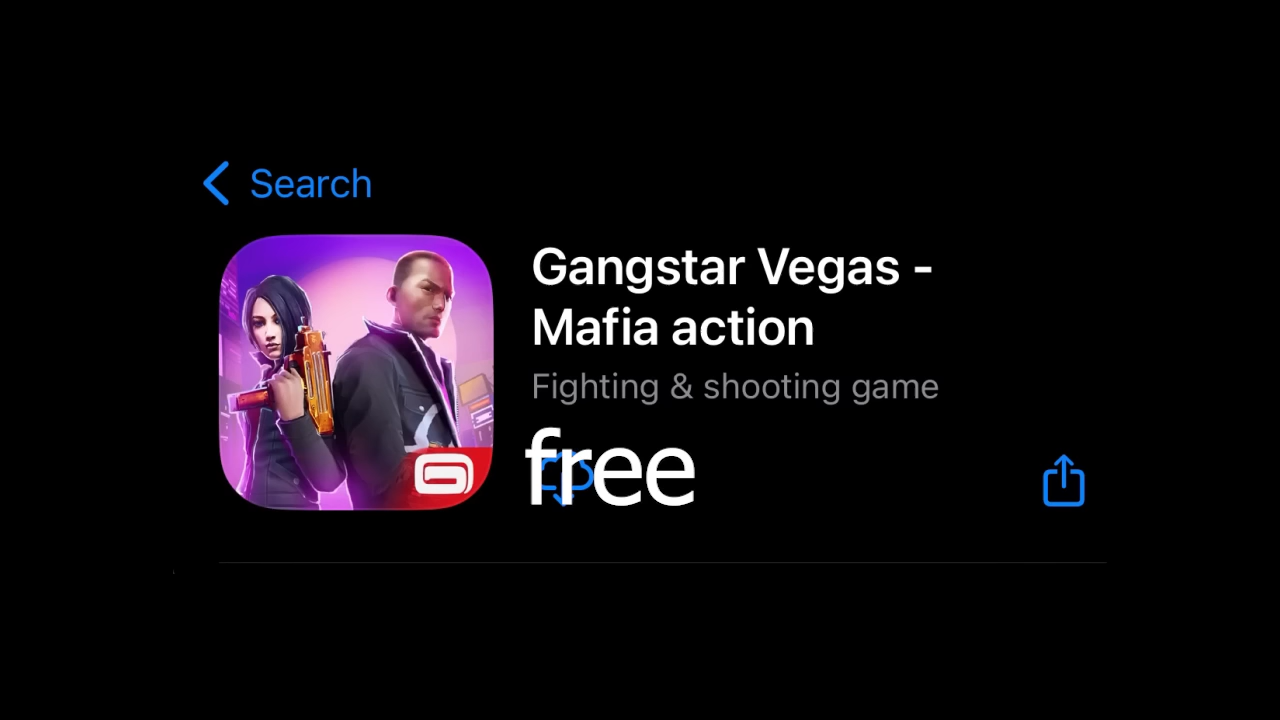 Search
Gangstar Vegas -
Mafia action
Fighting & shooting game
free